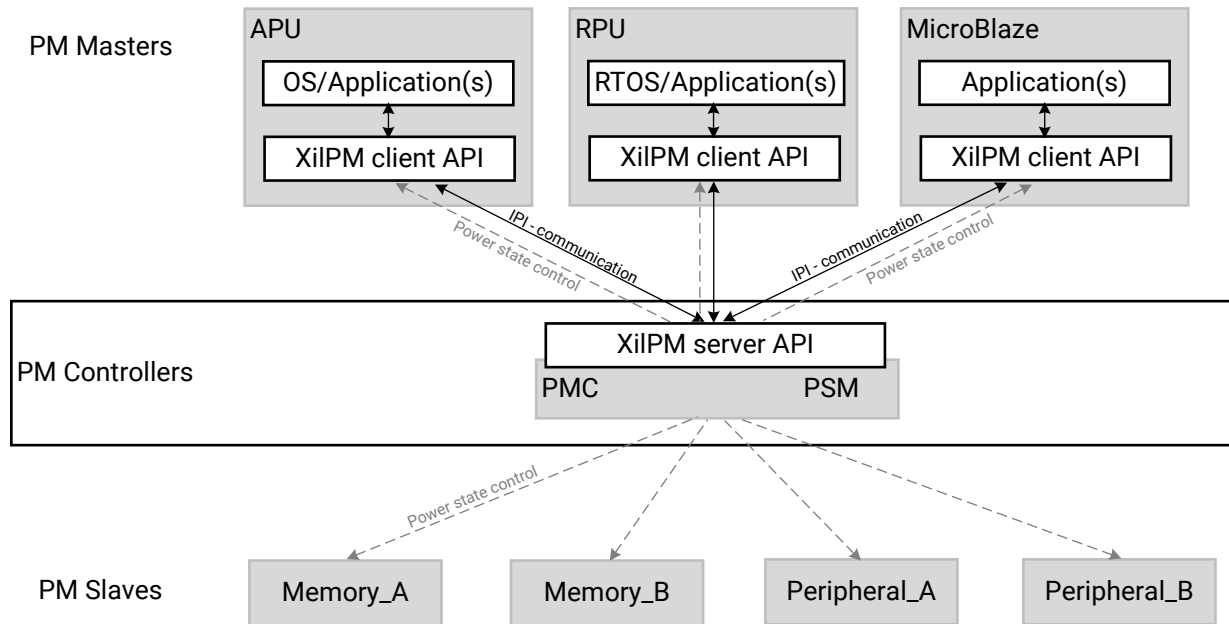 PM Masters
APU
RPU
MicroBlaze
OS/Application(s)
RTOS/Application(s)
Application(s)
XilPM client API
XilPM client API
XilPM client API
IPI - communication
Power state control
IPI - communication
Power state control
XilPM server API
PM Controllers
PMC
PSM
Power state control
PM Slaves
Memory_A
Memory_B
Peripheral_A
Peripheral_B